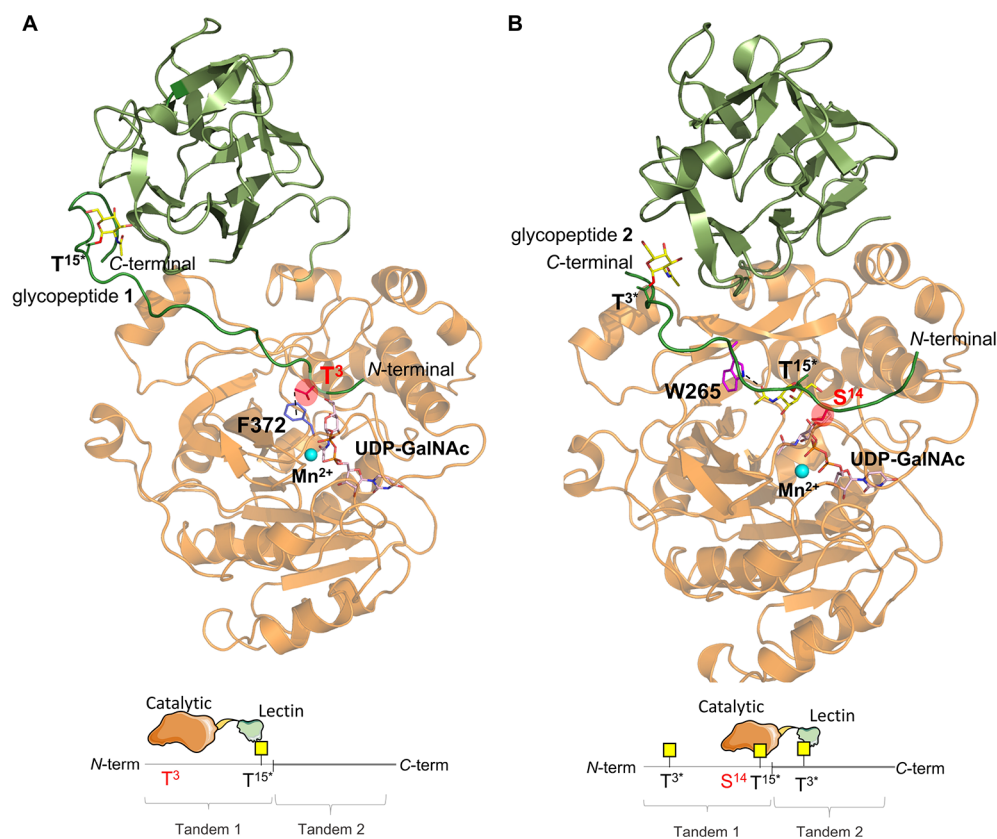 A
T¹⁵*
C-terminal
glycopeptide 1
T³
N-terminal
F372
UDP-GalNAc
Mn²⁺
Catalytic
Lectin
N-term
T³
T¹⁵*
C-term
Tandem 1
Tandem 2
B
glycopeptide 2
C-terminal
T³*
N-terminal
T¹⁵*
W265
S¹⁴
UDP-GalNAc
Mn²⁺
Catalytic
Lectin
N-term
T³*
S¹⁴
T¹⁵*
T³*
C-term
Tandem 1
Tandem 2